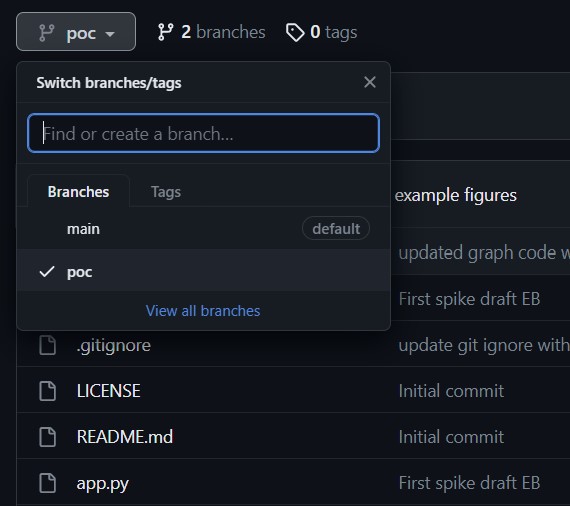 poc
2 branches
0 tags
Switch branches/tags
Find or create a branch...
Branches
Tags
main
default
poc
View all branches
example figures
updated graph code w
First spike draft EB
.gitignore
update git ignore with
LICENSE
Initial commit
README.md
Initial commit
app.py
First spike draft EB